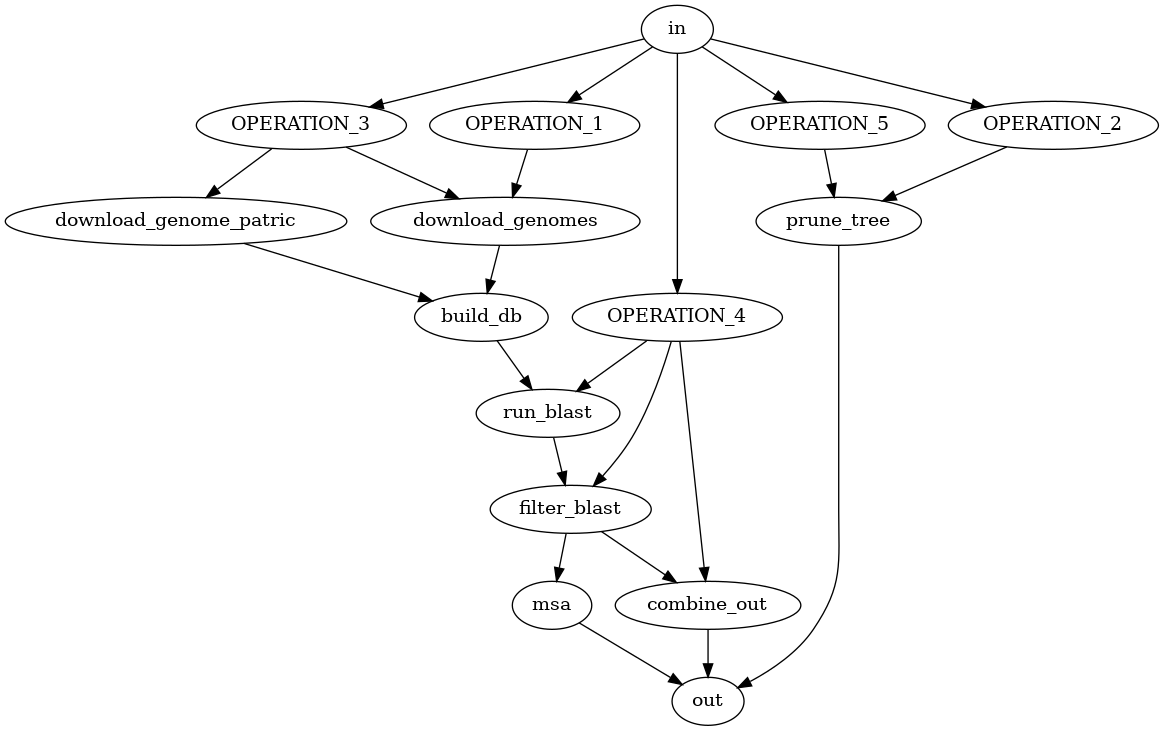 in
OPERATION_3
OPERATION_1
OPERATION_5
OPERATION_2
download_genome_patric
download_genomes
prune_tree
build_db
OPERATION_4
run_blast
filter_blast
msa
combine_out
out